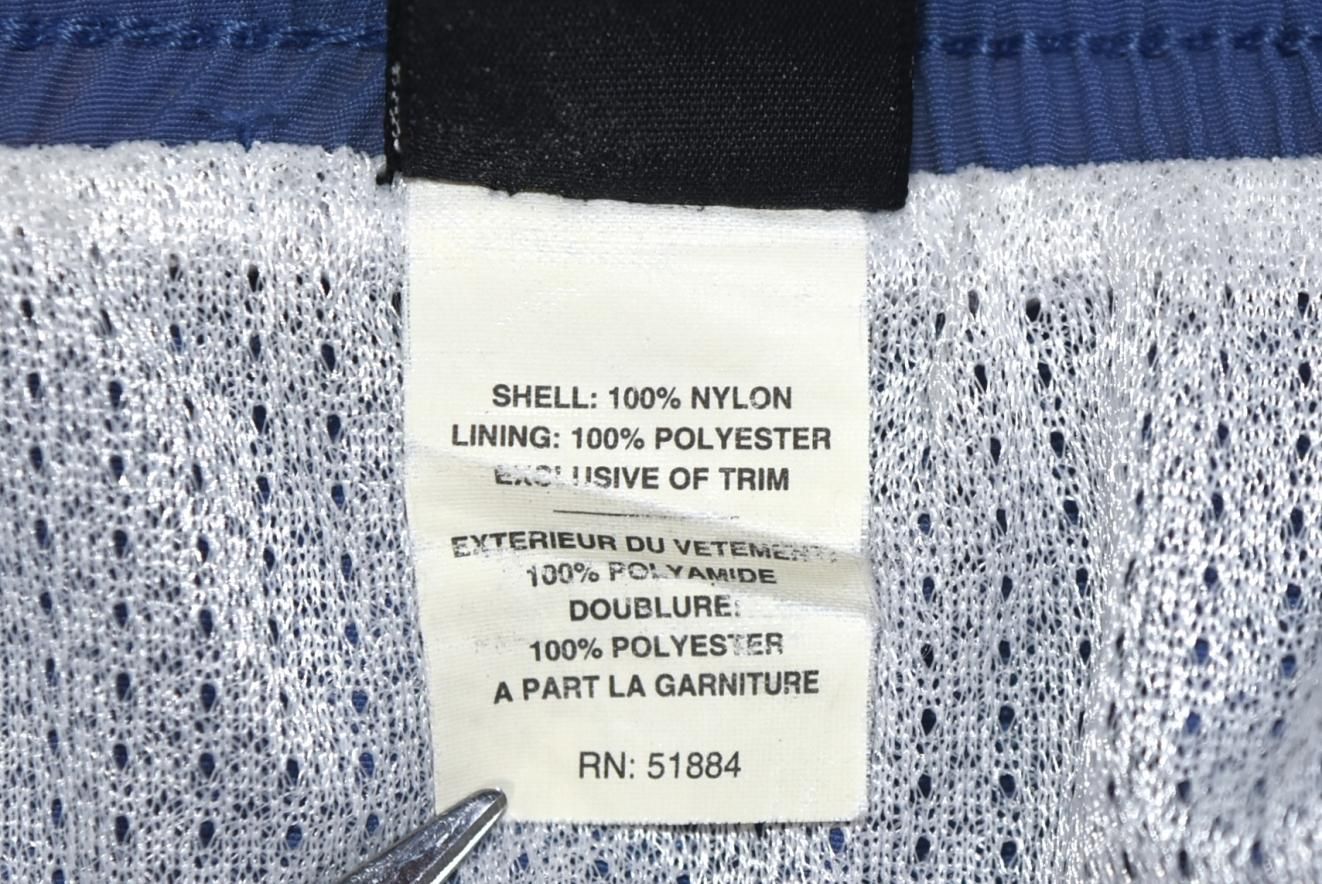 SHELL: 100% NYLON
LINING: 100% POLYESTER
EXCLUSIVE OF TRIM
EXTERIEUR DU VETEMENT:
100% POLYAMIDE
DOUBLURE:
100% POLYESTER
A PART LA GARNITURE
RN: 51884